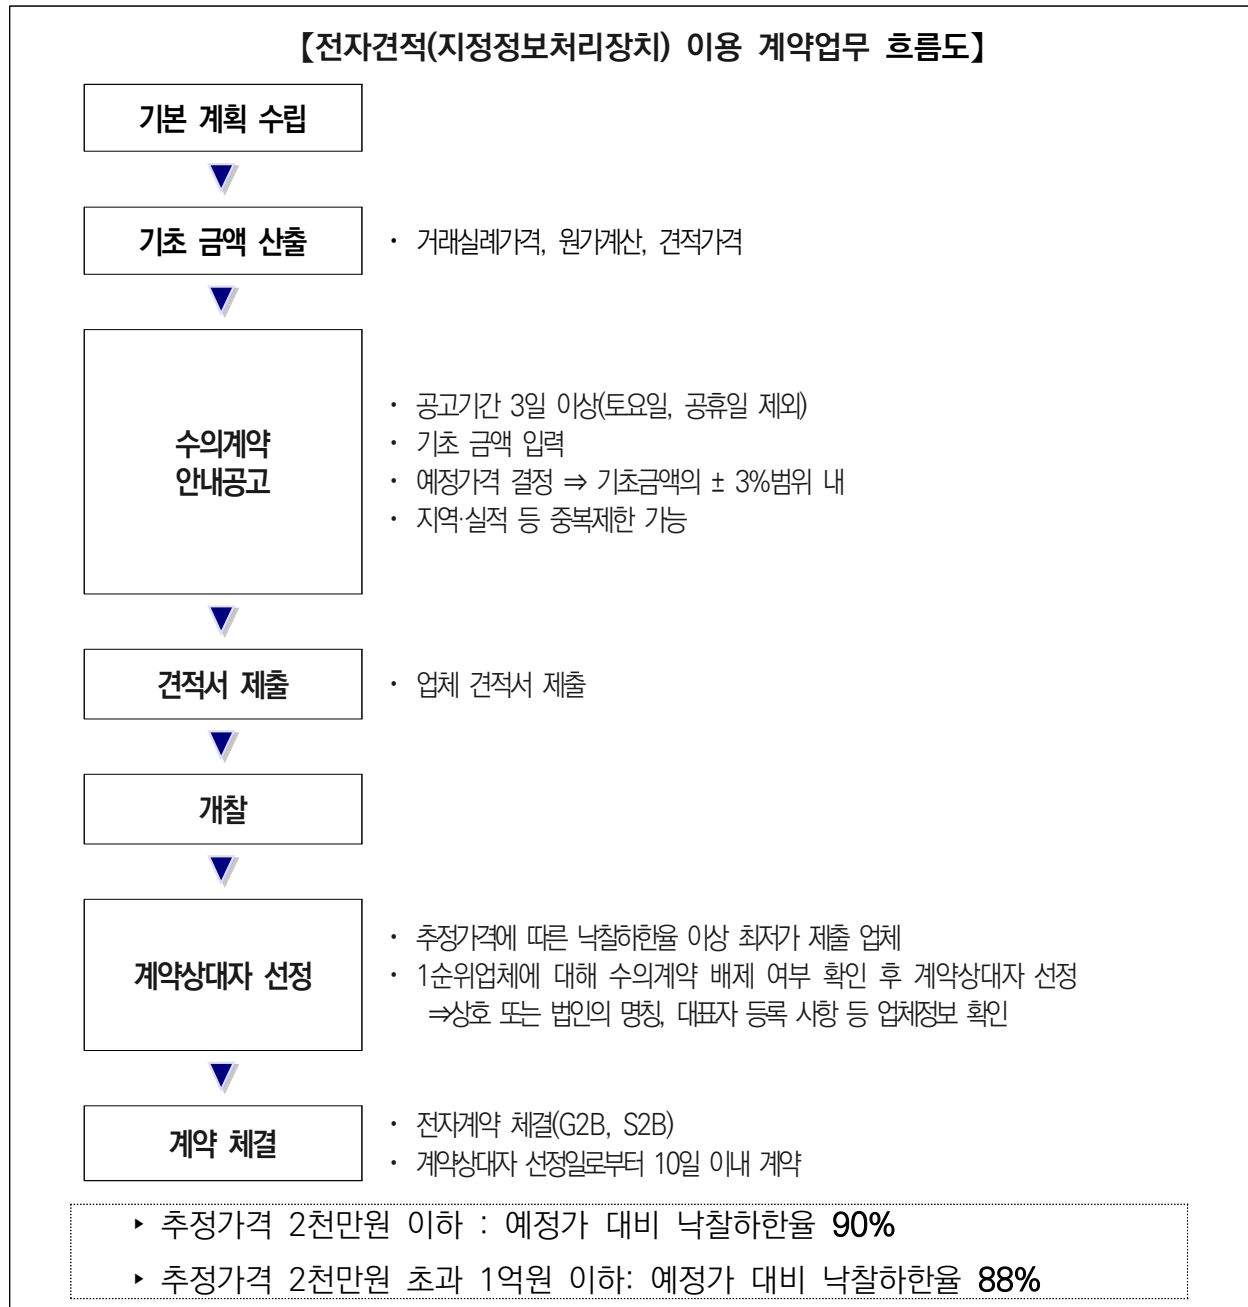 【전자견적(지정정보처리장치) 이용 계약업무 흐름도】
기본 계획 수립
기초 금액 산출
· 거래실례가격, 원가계산, 견적가격
수의계약
안내공고
· 공고기간 3일 이상(토요일, 공휴일 제외)
· 기초 금액 입력
· 예정가격 결정 ⇒ 기초금액의 ± 3%범위 내
· 지역·실적 등 중복제한 가능
견적서 제출
· 업체 견적서 제출
개찰
계약상대자 선정
· 추정가격에 따른 낙찰하한율 이상 최저가 제출 업체
· 1순위업체에 대해 수의계약 배제 여부 확인 후 계약상대자 선정
⇒상호 또는 법인의 명칭, 대표자 등록 사항 등 업체정보 확인
계약 체결
· 전자계약 체결(G2B, S2B)
· 계약상대자 선정일로부터 10일 이내 계약
▸ 추정가격 2천만원 이하 : 예정가 대비 낙찰하한율 90%
▸ 추정가격 2천만원 초과 1억원 이하: 예정가 대비 낙찰하한율 88%